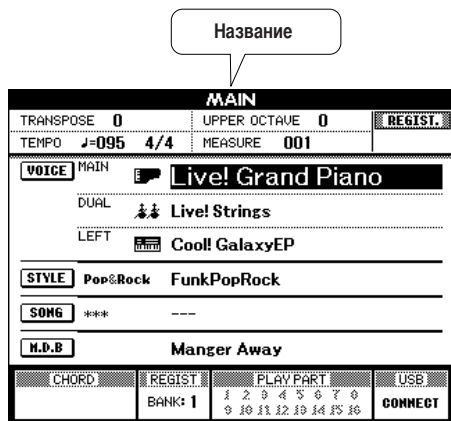 Название
MAIN
TRANSPOSE 0 UPPER OCTAVE 0 REGIST.
TEMPO ♩=095 4/4 MEASURE 001
VOICE MAIN Live! Grand Piano
DUAL Live! Strings
LEFT Cool! GalaxyEP
STYLE Pop&Rock FunkPopRock
SONG *** ---
M.D.B Manger Away
CHORD REGIST PLAY PART USB
BANK: 1 1 2 3 4 5 6 7 8 CONNECT
9 10 11 12 13 14 15 16